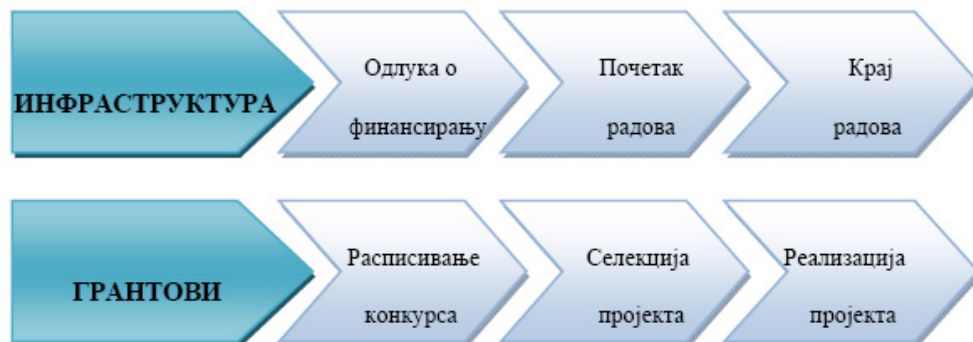 ИНФРАСТРУКТУРА
Одлука о
финансирању
Почетак
радова
Крај
радова
ГРАНТОВИ
Расписивање
конкурса
Селекција
пројекта
Реализација
пројекта